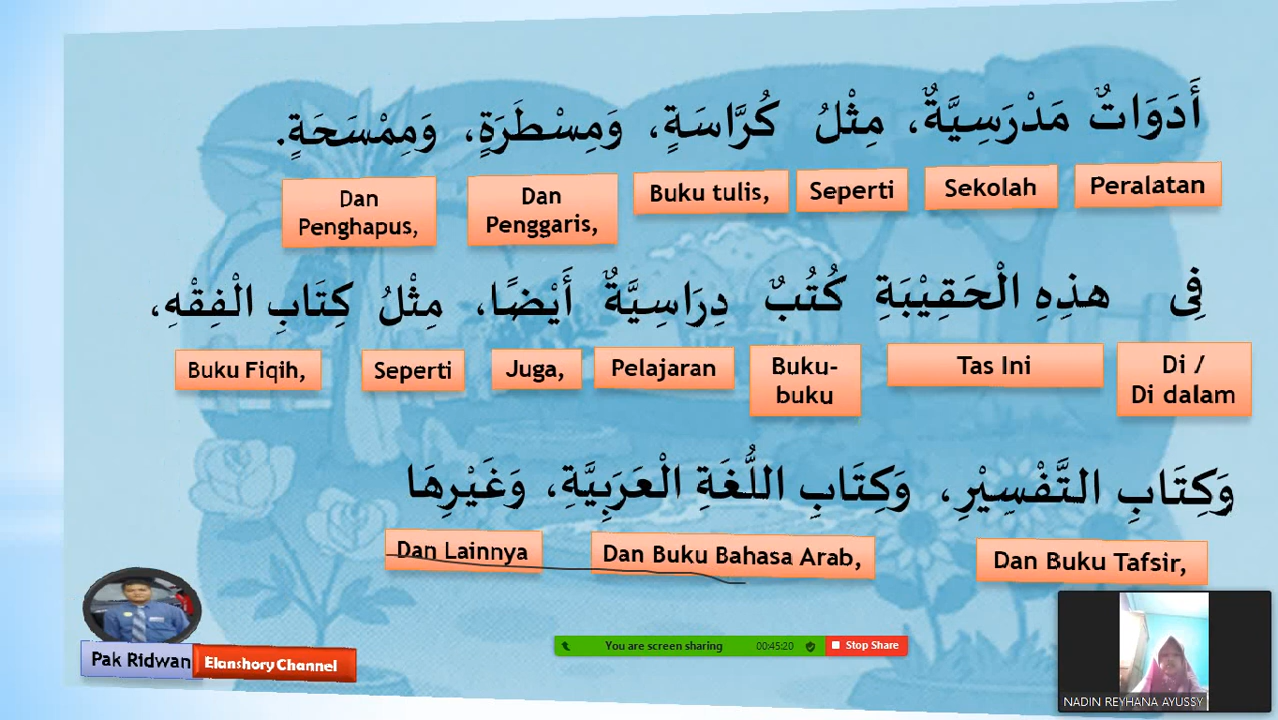 أَدَوَاتٌ مَدْرَسِيَّةٌ، مِثْلُ كُرَّاسَةٍ، وَمِسْطَرَةٍ، وَمِمْسَحَةٍ.
Peralatan
Sekolah
Seperti
Buku tulis,
Dan
Penggaris,
Dan
Penghapus,
فِى هذِهِ الْحَقِيْبَةِ كُتُبٌ دِرَاسِيَّةٌ أَيْضًا، مِثْلُ كِتَابِ الْفِقْهِ،
Di /
Di dalam
Tas Ini
Buku-
buku
Pelajaran
Juga,
Seperti
Buku Fiqih,
وَكِتَابِ التَّفْسِيْرِ، وَكِتَابِ اللُّغَةِ الْعَرَبِيَّةِ، وَغَيْرِهَا
Dan Buku Tafsir,
Dan Buku Bahasa Arab,
Dan Lainnya
Pak Ridwan
Elanshory Channel
You are screen sharing 00:45:20 Stop Share
NADIN REYHANA AYUSSY